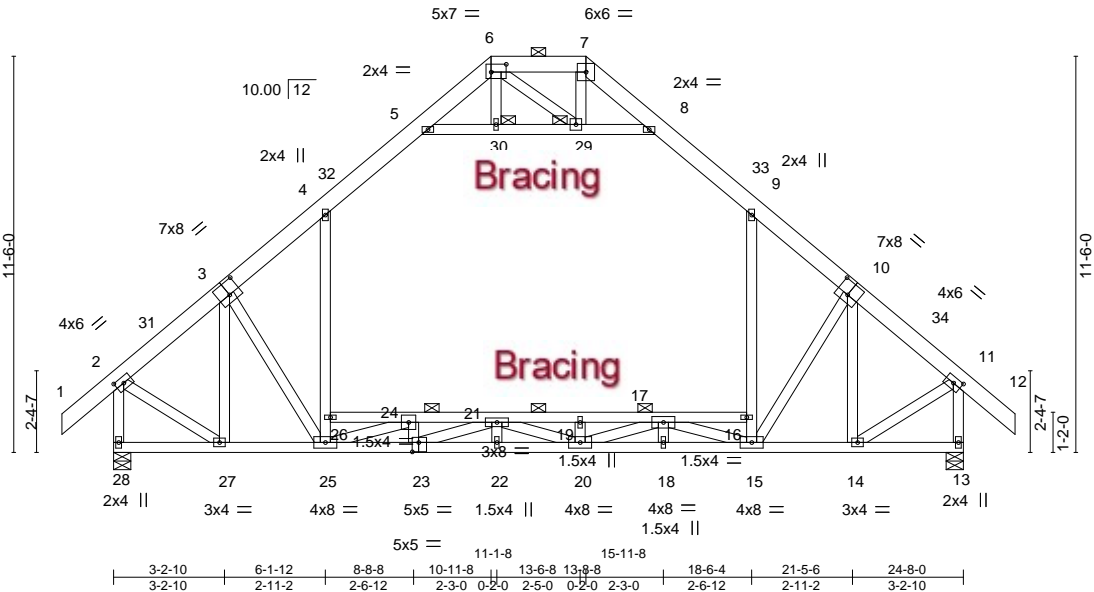 5x7 = 6x6 =
6 7
2x4 = 2x4 =
10.00 12
5 8
30 29
2x4 || 32 33 2x4 ||
4 9
Bracing
7x8 // 7x8 \\
3 10
11-6-0 11-6-0
4x6 // 4x6 \\
31 34
2 11
Bracing
1 12
17
24 21
2-4-7 2-4-7
1-2-0
26 19 16
1.5x4 = 3x8 = 1.5x4 || 1.5x4 =
28 27 25 23 22 20 18 15 14 13
2x4 || 3x4 = 4x8 = 5x5 = 1.5x4 || 4x8 = 4x8 = 4x8 = 3x4 = 2x4 ||
1.5x4 ||
5x5 =
11-1-8 15-11-8
3-2-10 6-1-12 8-8-8 10-11-8 13-6-8 13-8-8 18-6-4 21-5-6 24-8-0
3-2-10 2-11-2 2-6-12 2-3-0 0-2-0 2-5-0 0-2-0 2-3-0 2-6-12 2-11-2 3-2-10